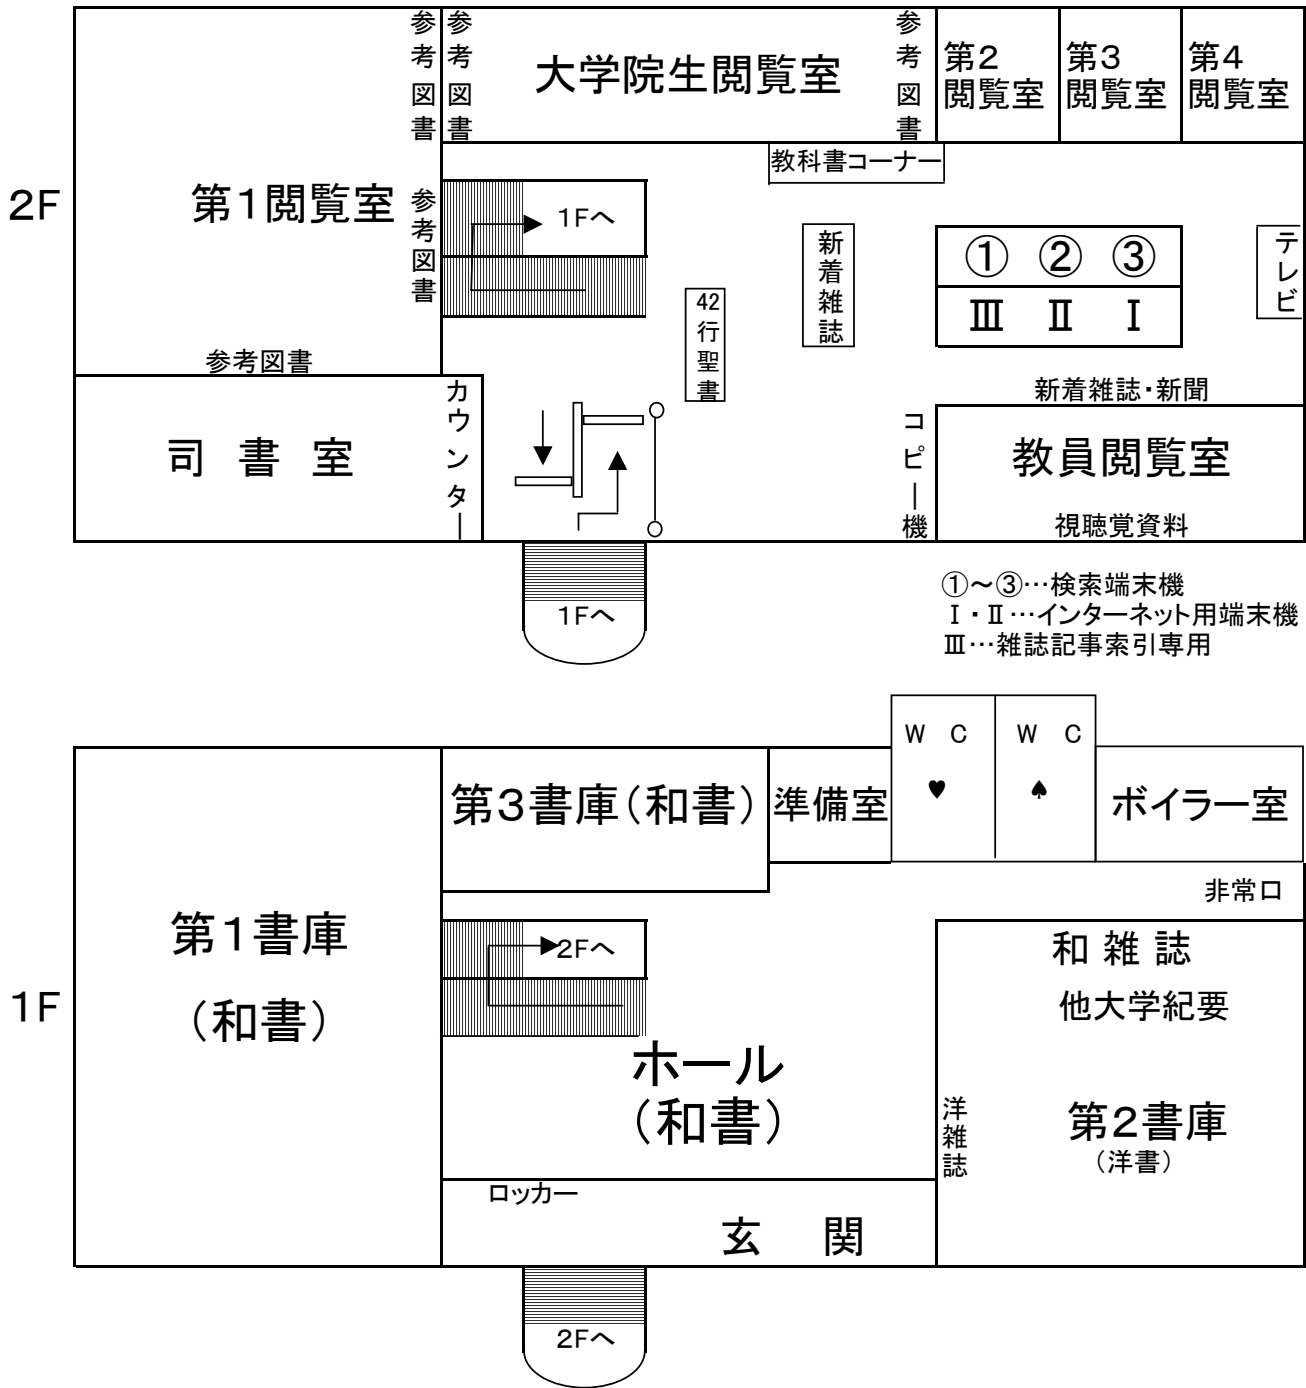 2F
参考図書
参考図書
大学院生閲覧室
参考図書
第2
閲覧室
第3
閲覧室
第4
閲覧室
教科書コーナー
第1閲覧室
参考図書
1Fへ
新着雑誌
① ② ③
Ⅲ Ⅱ Ⅰ
テレビ
42行聖書
参考図書
新着雑誌・新聞
司 書 室
カウンター
コピー機
教員閲覧室
視聴覚資料
1Fへ
①～③…検索端末機
Ⅰ・Ⅱ…インターネット用端末機
Ⅲ…雑誌記事索引専用
1F
第1書庫
(和書)
第3書庫(和書)
準備室
W C
♥
W C
♠
ボイラー室
非常口
2Fへ
和 雑 誌
他大学紀要
ホール
(和書)
洋雑誌
第2書庫
(洋書)
ロッカー
玄 関
2Fへ